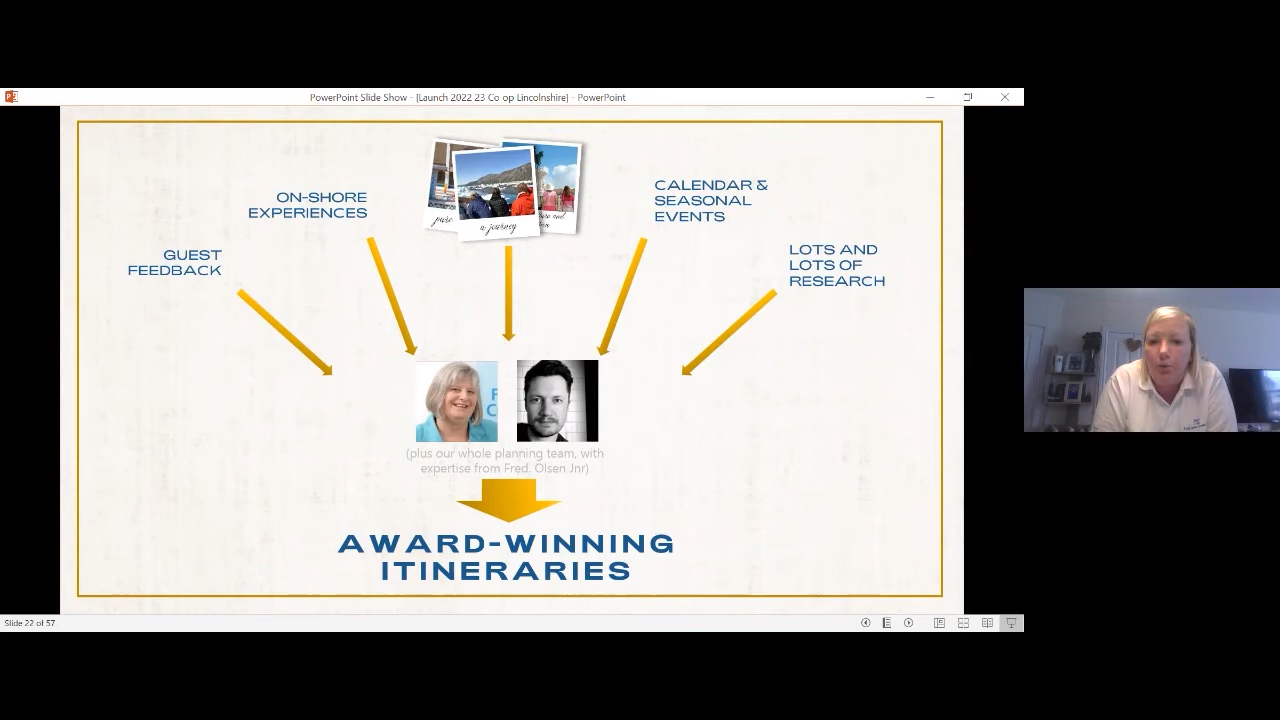 PowerPoint Slide Show - [Launch 2022 23 Co op Lincolnshire] - PowerPoint
ON-SHORE
EXPERIENCES
CALENDAR &
SEASONAL
EVENTS
GUEST
FEEDBACK
LOTS AND
LOTS OF
RESEARCH
a journey
(plus our whole planning team, with
expertise from Fred. Olsen Jnr)
AWARD-WINNING
ITINERARIES
Slide 22 of 57